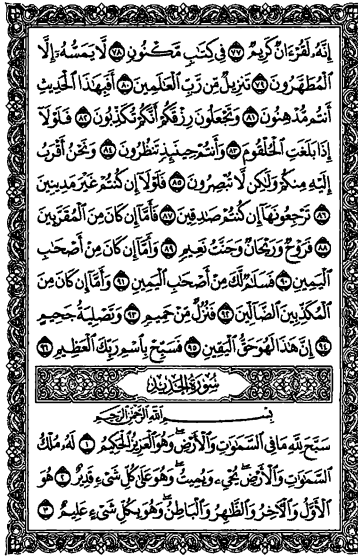 إِنَّهُۥ لَقُرْءَانٌ كَرِيمٌ ٧٧ فِى كِتَٰبٍ مَّكْنُونٍ ٧٨ لَّا يَمَسُّهُۥٓ إِلَّا
ٱلْمُطَهَّرُونَ ٧٩ تَنزِيلٌ مِّن رَّبِّ ٱلْعَٰلَمِينَ ٨٠ أَفَبِهَٰذَا ٱلْحَدِيثِ
أَنتُم مُّدْهِنُونَ ٨١ وَتَجْعَلُونَ رِزْقَكُمْ أَنَّكُمْ تُكَذِّبُونَ ٨٢ فَلَوْلَآ
إِذَا بَلَغَتِ ٱلْحُلْقُومَ ٨٣ وَأَنتُمْ حِينَئِذٍ تَنظُرُونَ ٨٤ وَنَحْنُ أَقْرَبُ
إِلَيْهِ مِنكُمْ وَلَٰكِن لَّا تُبْصِرُونَ ٨٥ فَلَوْلَآ إِن كُنتُمْ غَيْرَ مَدِينِينَ
٨٦ تَرْجِعُونَهَآ إِن كُنتُمْ صَٰدِقِينَ ٨٧ فَأَمَّآ إِن كَانَ مِنَ ٱلْمُقَرَّبِينَ
٨٨ فَرَوْحٌ وَرَيْحَانٌ وَجَنَّتُ نَعِيمٍ ٨٩ وَأَمَّآ إِن كَانَ مِنْ أَصْحَٰبِ
ٱلْيَمِينِ ٩٠ فَسَلَٰمٌ لَّكَ مِنْ أَصْحَٰبِ ٱلْيَمِينِ ٩١ وَأَمَّآ إِن كَانَ مِنَ
ٱلْمُكَذِّبِينَ ٱلضَّآلِّينَ ٩٢ فَنُزُلٌ مِّنْ حَمِيمٍ ٩٣ وَتَصْلِيَةُ جَحِيمٍ
٩٤ إِنَّ هَٰذَا لَهُوَ حَقُّ ٱلْيَقِينِ ٩٥ فَسَبِّحْ بِٱسْمِ رَبِّكَ ٱلْعَظِيمِ ٩٦
سُورَةُ الحَدِيد
بِسْمِ ٱللَّهِ ٱلرَّحْمَٰنِ ٱلرَّحِيمِ
سَبَّحَ لِلَّهِ مَا فِى ٱلسَّمَٰوَٰتِ وَٱلْأَرْضِ وَهُوَ ٱلْعَزِيزُ ٱلْحَكِيمُ ١ لَهُۥ مُلْكُ
ٱلسَّمَٰوَٰتِ وَٱلْأَرْضِ يُحْىِۦ وَيُمِيتُ وَهُوَ عَلَىٰ كُلِّ شَىْءٍ قَدِيرٌ ٢ هُوَ
ٱلْأَوَّلُ وَٱلْءَاخِرُ وَٱلظَّٰهِرُ وَٱلْبَاطِنُ وَهُوَ بِكُلِّ شَىْءٍ عَلِيمٌ ٣